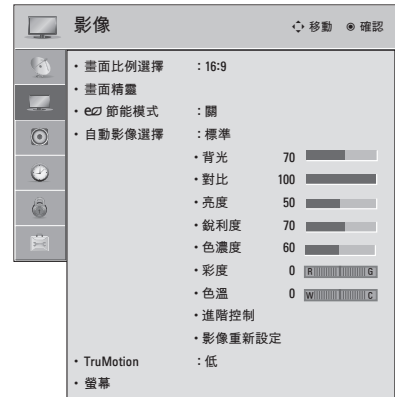 影像 移動 ◉ 確認
• 畫面比例選擇 : 16:9
• 畫面精靈
• e 節能模式 : 關
• 自動影像選擇 : 標準
• 背光 70
• 對比 100
• 亮度 50
• 銳利度 70
• 色濃度 60
• 彩度 0 R G
• 色溫 0 W C
• 進階控制
• 影像重新設定
• TruMotion : 低
• 螢幕